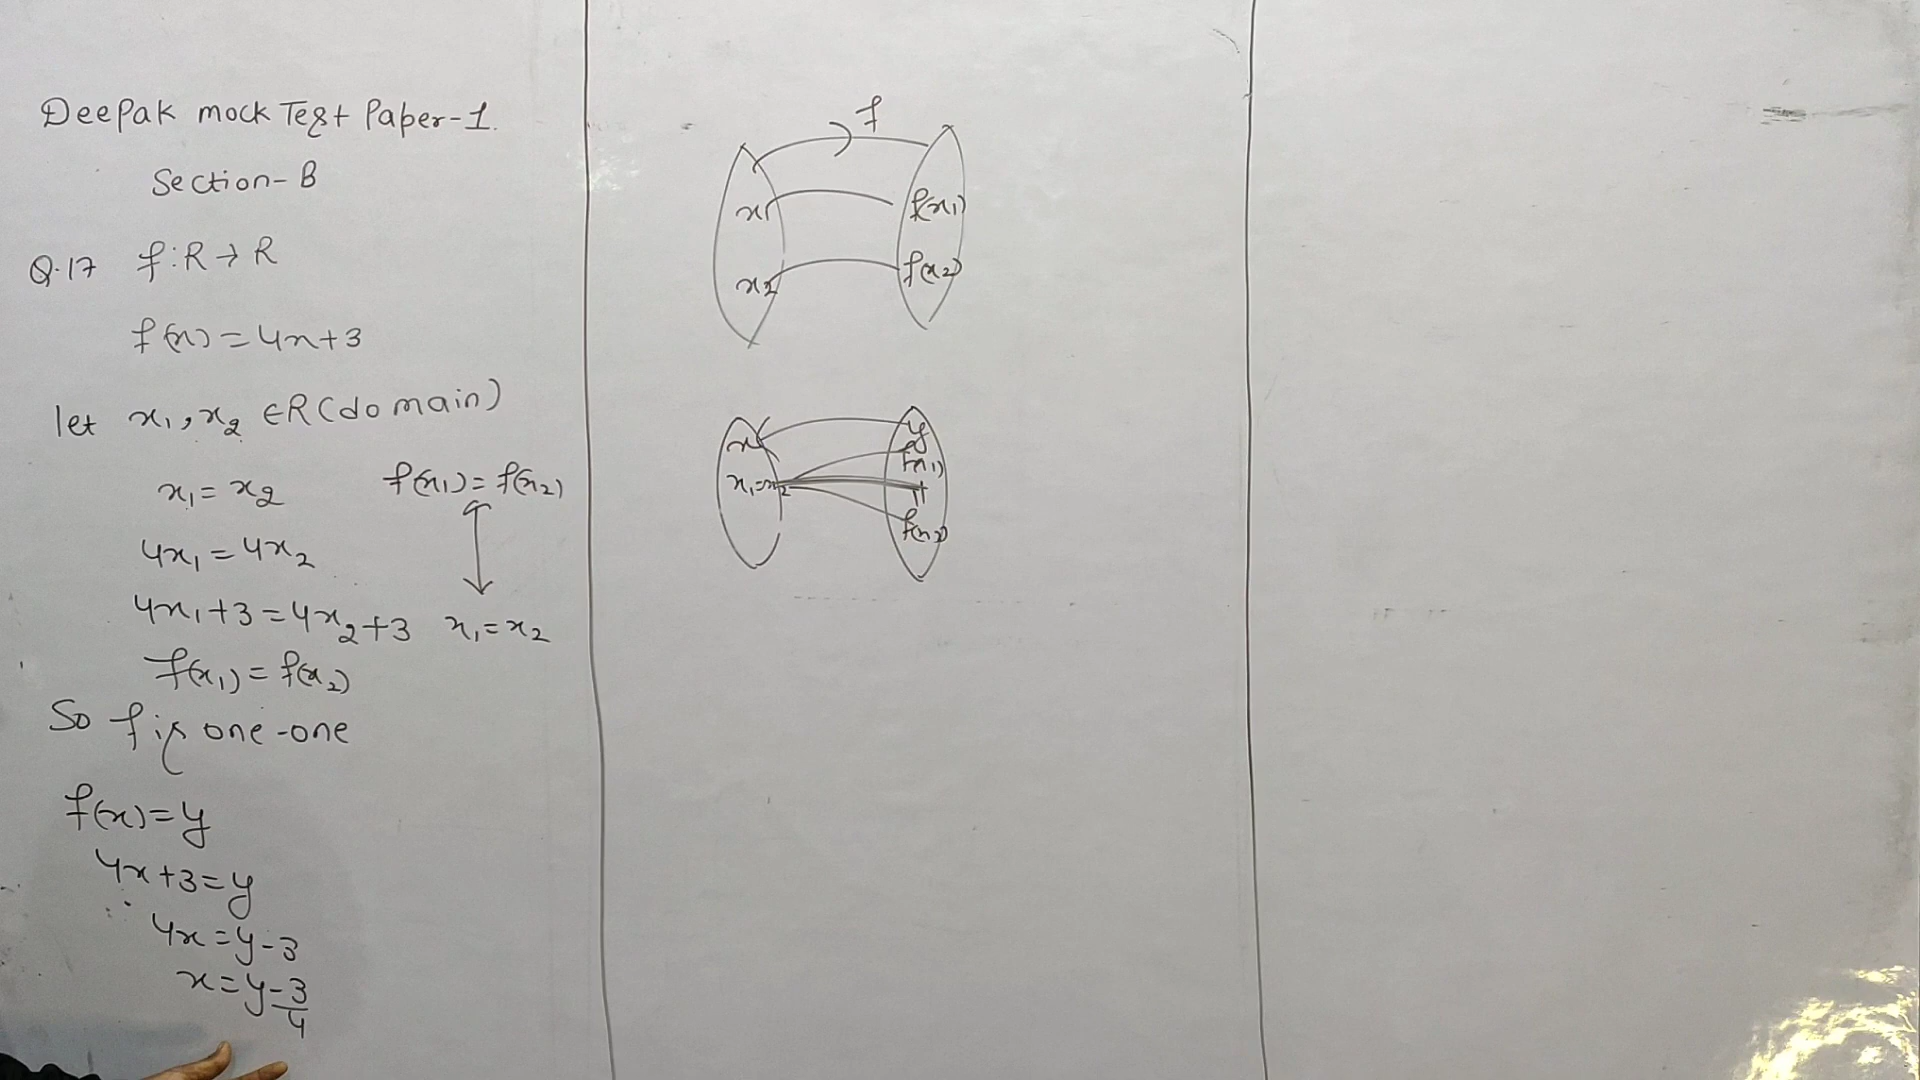 Deepak mock Test Paper-1.
Section-B
Q.17 f:R→R
f(x)=4x+3
let x₁,x₂ ∈R(domain)
x₁=x₂
4x₁=4x₂
4x₁+3=4x₂+3
f(x₁)=f(x₂)
So f is one-one
f(x)=y
4x+3=y
4x=y-3
x=y-3/4
f(x₁)=f(x₂)
x₁=x₂
f
x₁ f(x₁)
x₂ f(x₂)
x y
f(x₁)
x₁=x₂
f(x₂)